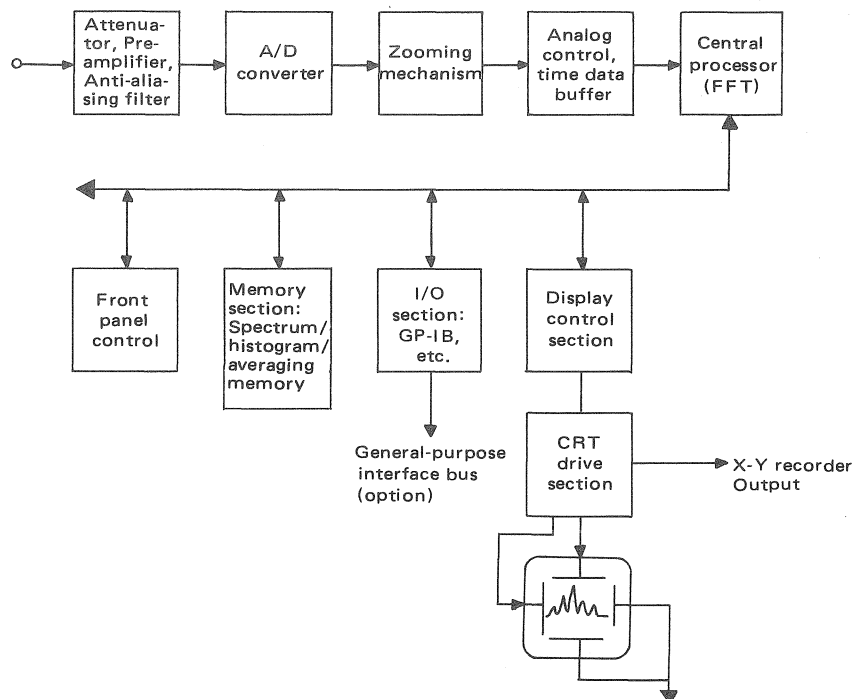 Attenua-
tor, Pre-
amplifier,
Anti-alia-
sing filter
A/D
converter
Zooming
mechanism
Analog
control,
time data
buffer
Central
processor
(FFT)
Front
panel
control
Memory
section:
Spectrum/
histogram/
averaging
memory
I/O
section:
GP-IB,
etc.
Display
control
section
General-purpose
interface bus
(option)
CRT
drive
section
X-Y recorder
Output